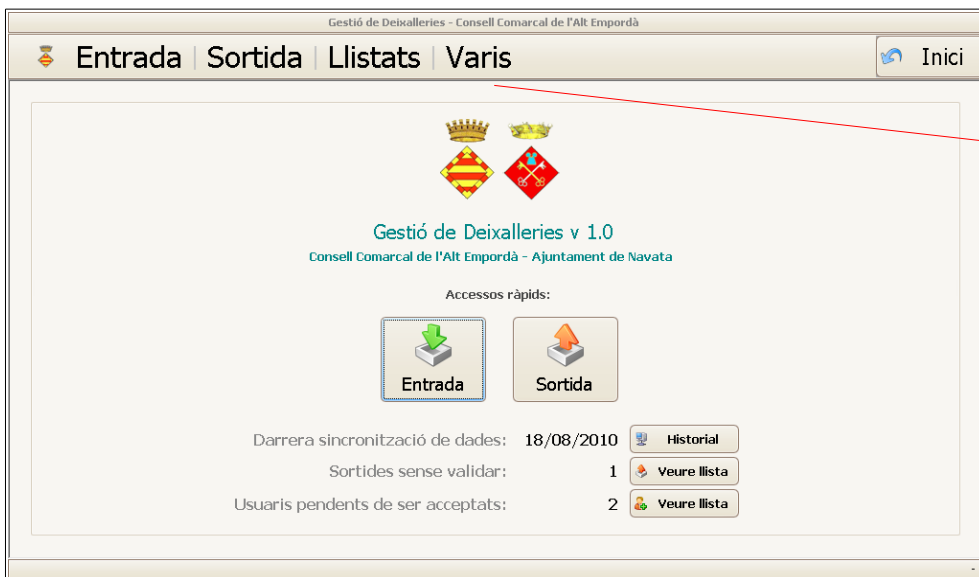 Gestió de Deixalleries - Consell Comarcal de l'Alt Empordà
Entrada Sortida Llistats Varis Inici
Gestió de Deixalleries v 1.0
Consell Comarcal de l'Alt Empordà - Ajuntament de Navata
Accessos ràpids:
Entrada Sortida
Darrera sincronització de dades: 18/08/2010 Historial
Sortides sense validar: 1 Veure llista
Usuaris pendents de ser acceptats: 2 Veure llista